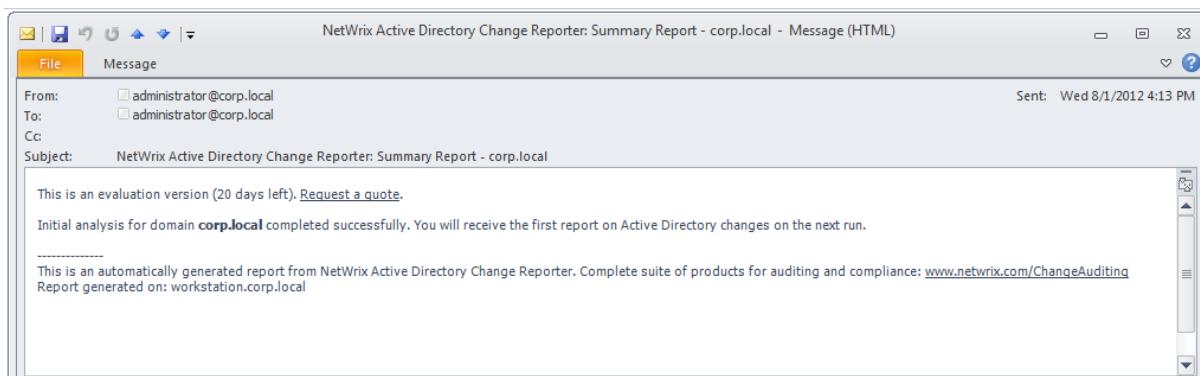 NetWrix Active Directory Change Reporter: Summary Report - corp.local - Message (HTML)
File Message
From: administrator@corp.local Sent: Wed 8/1/2012 4:13 PM
To: administrator@corp.local
Cc:
Subject: NetWrix Active Directory Change Reporter: Summary Report - corp.local
This is an evaluation version (20 days left). Request a quote.
Initial analysis for domain corp.local completed successfully. You will receive the first report on Active Directory changes on the next run.
--------------
This is an automatically generated report from NetWrix Active Directory Change Reporter. Complete suite of products for auditing and compliance: www.netwrix.com/ChangeAuditing
Report generated on: workstation.corp.local